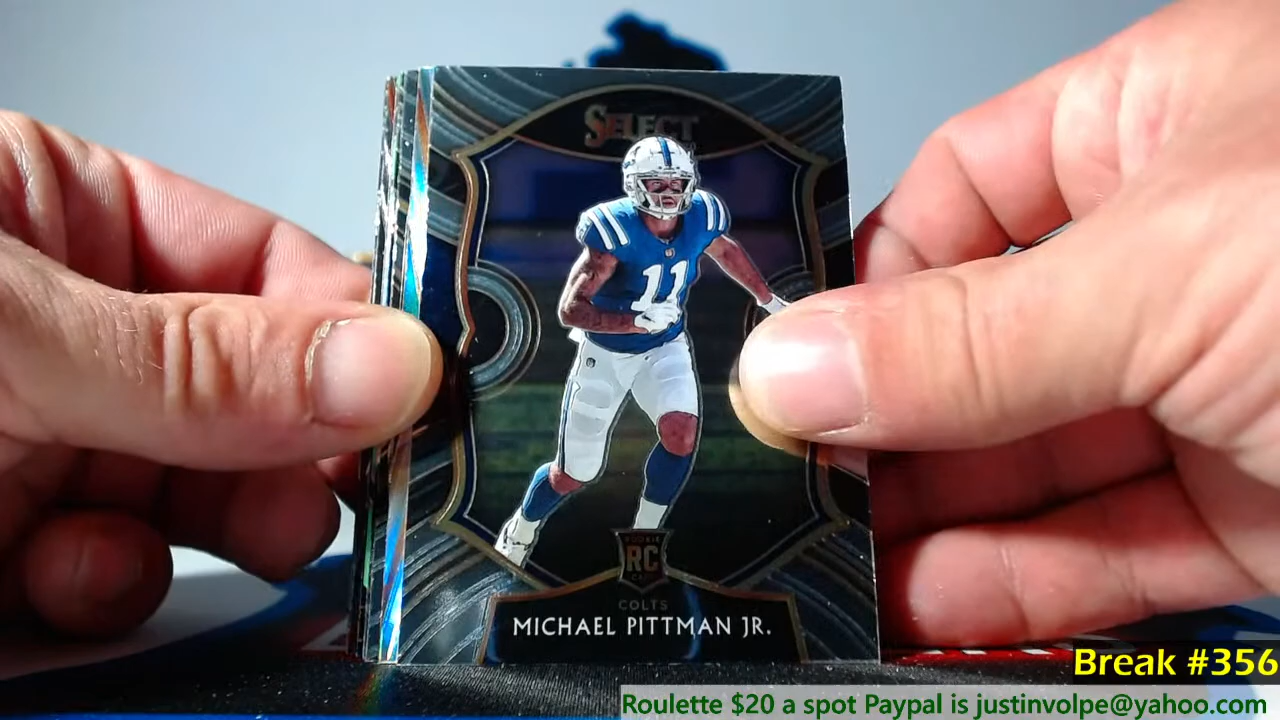 SELECT
11
ROOKIE
RC
CARD
COLTS
MICHAEL PITTMAN JR.
Break #356
Roulette $20 a spot Paypal is justinvolpe@yahoo.com